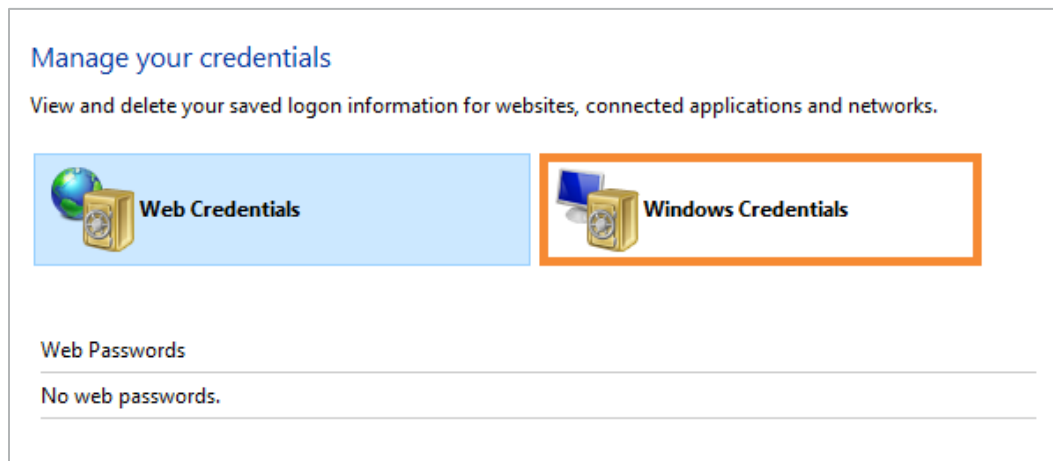 Manage your credentials
View and delete your saved logon information for websites, connected applications and networks.
Web Credentials
Windows Credentials
Web Passwords
No web passwords.